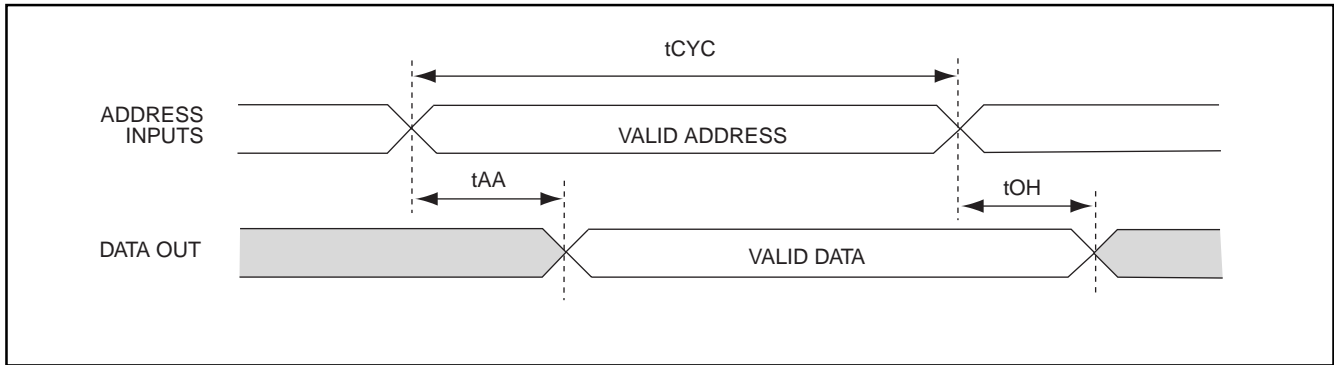 tCYC
ADDRESS
INPUTS
VALID ADDRESS
tAA
tOH
DATA OUT
VALID DATA